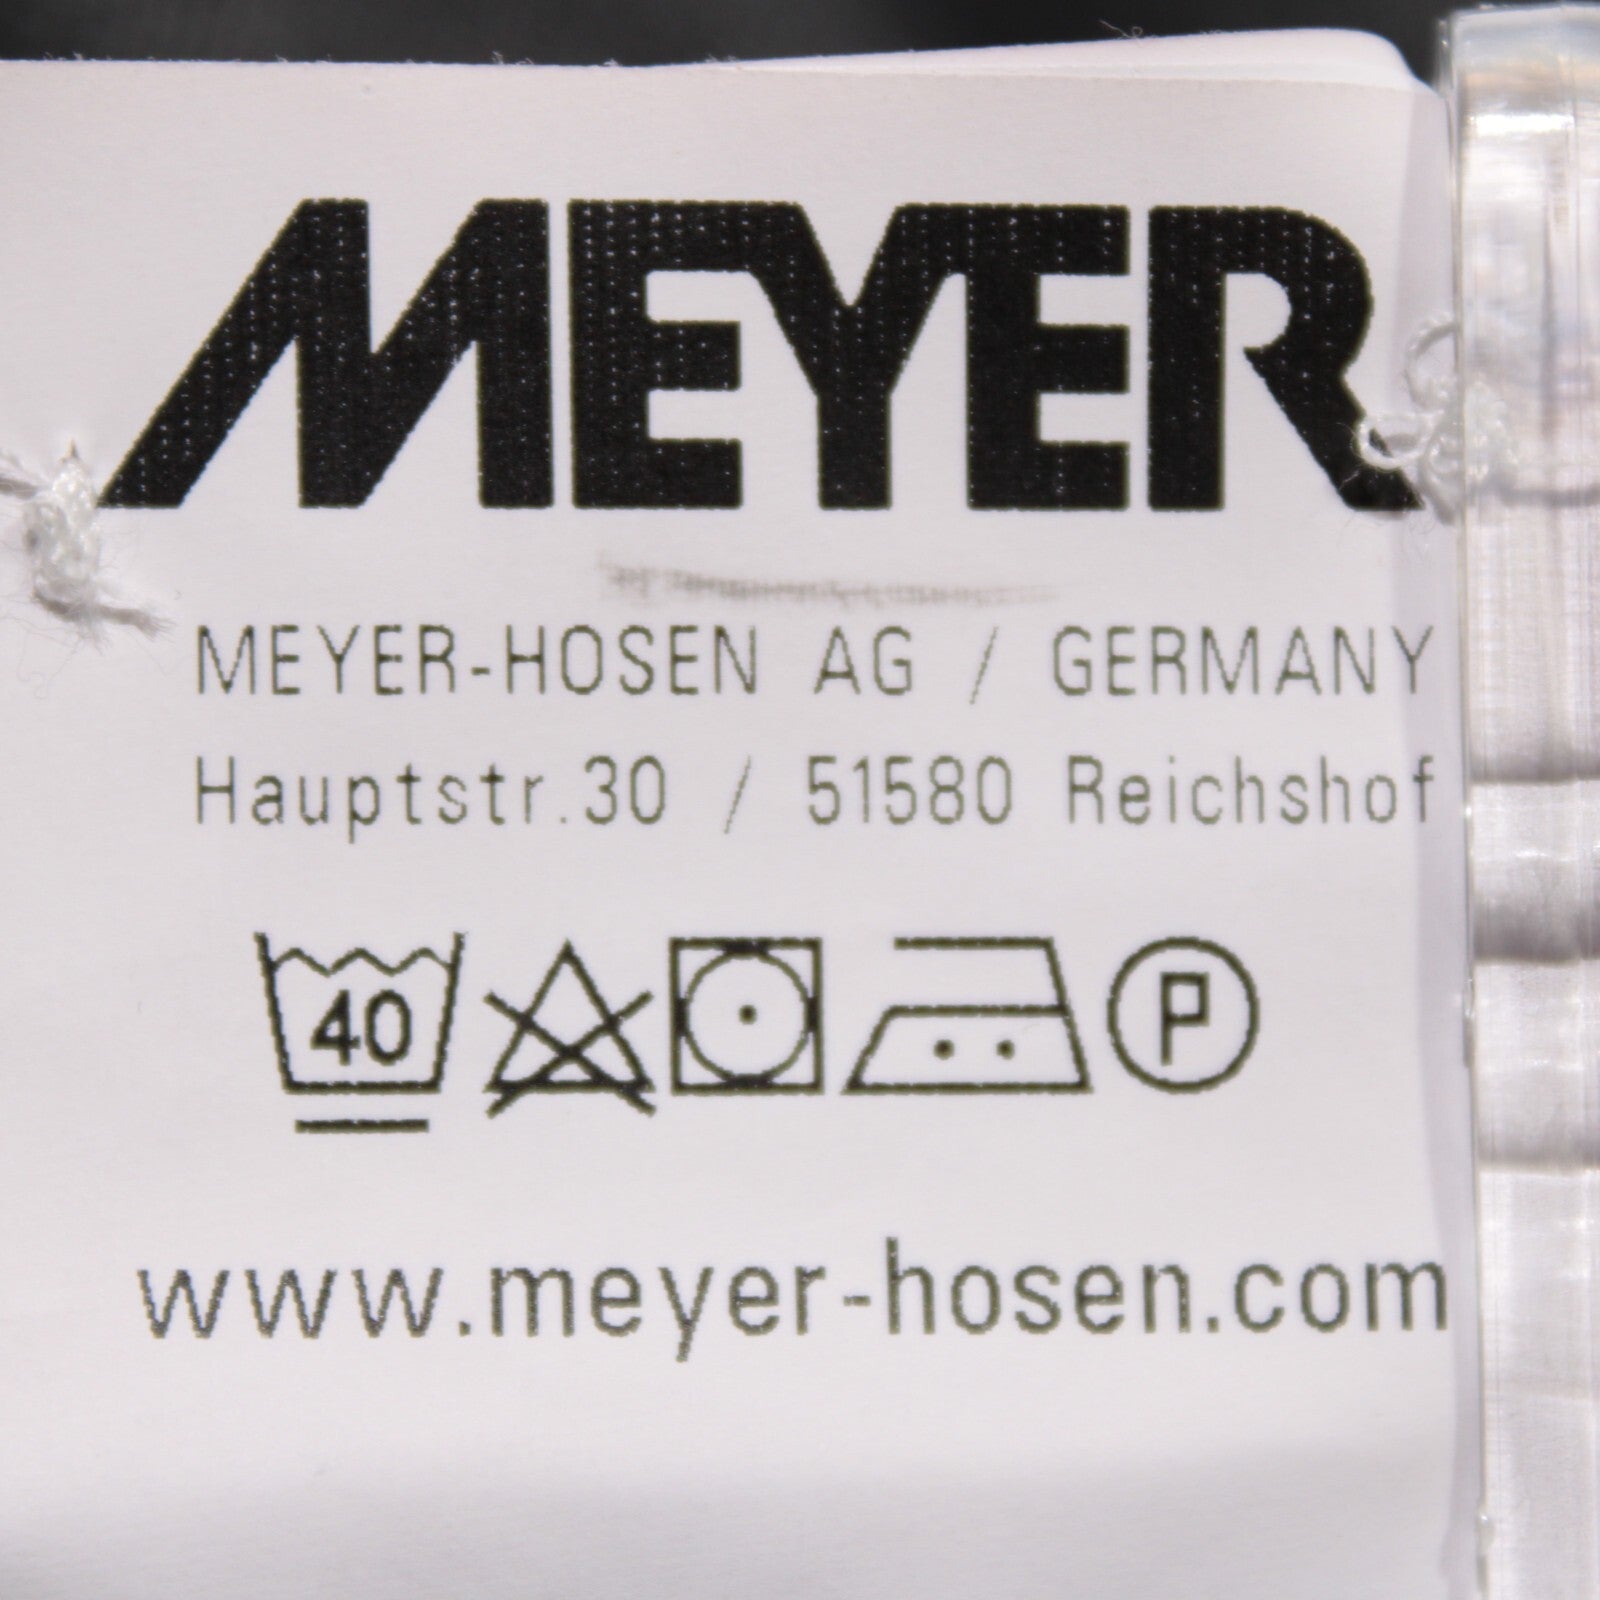 MEYER
MEYER-HOSEN AG / GERMANY
Hauptstr.30 / 51580 Reichshof
40 P
www.meyer-hosen.com